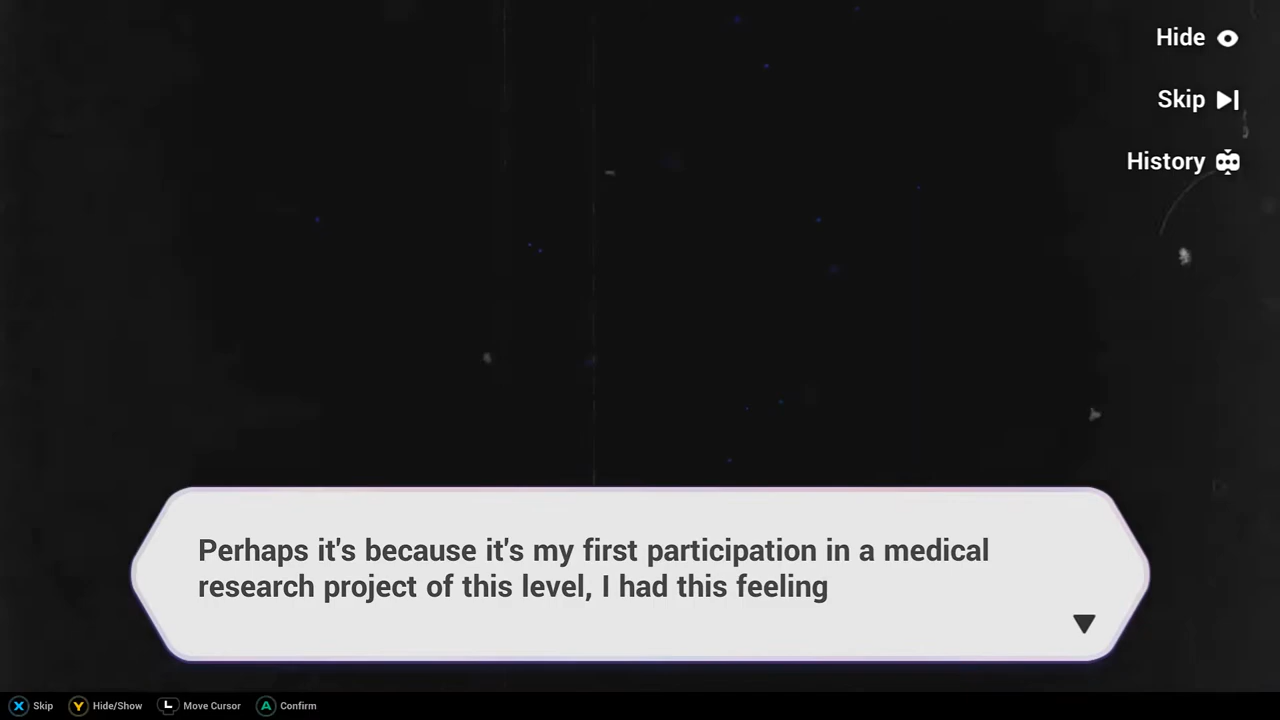 Hide
Skip
History
Perhaps it's because it's my first participation in a medical
research project of this level, I had this feeling
X Skip Y Hide/Show L Move Cursor A Confirm